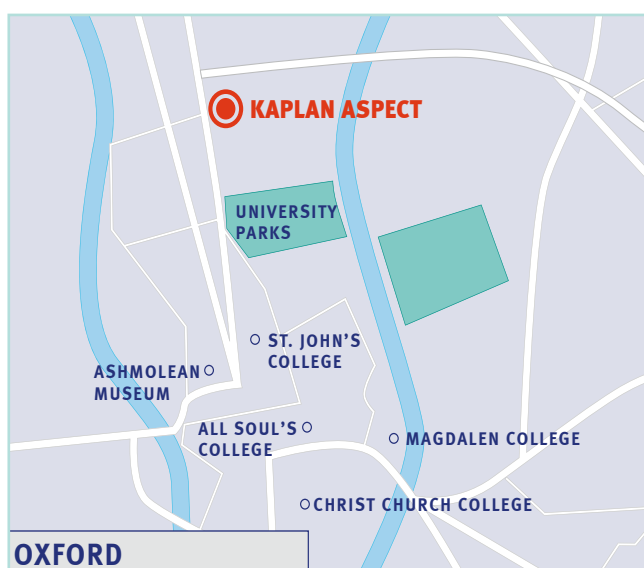 KAPLAN ASPECT
UNIVERSITY
PARKS
ST. JOHN'S
COLLEGE
ASHMOLEAN
MUSEUM
ALL SOUL'S
COLLEGE
MAGDALEN COLLEGE
CHRIST CHURCH COLLEGE
OXFORD